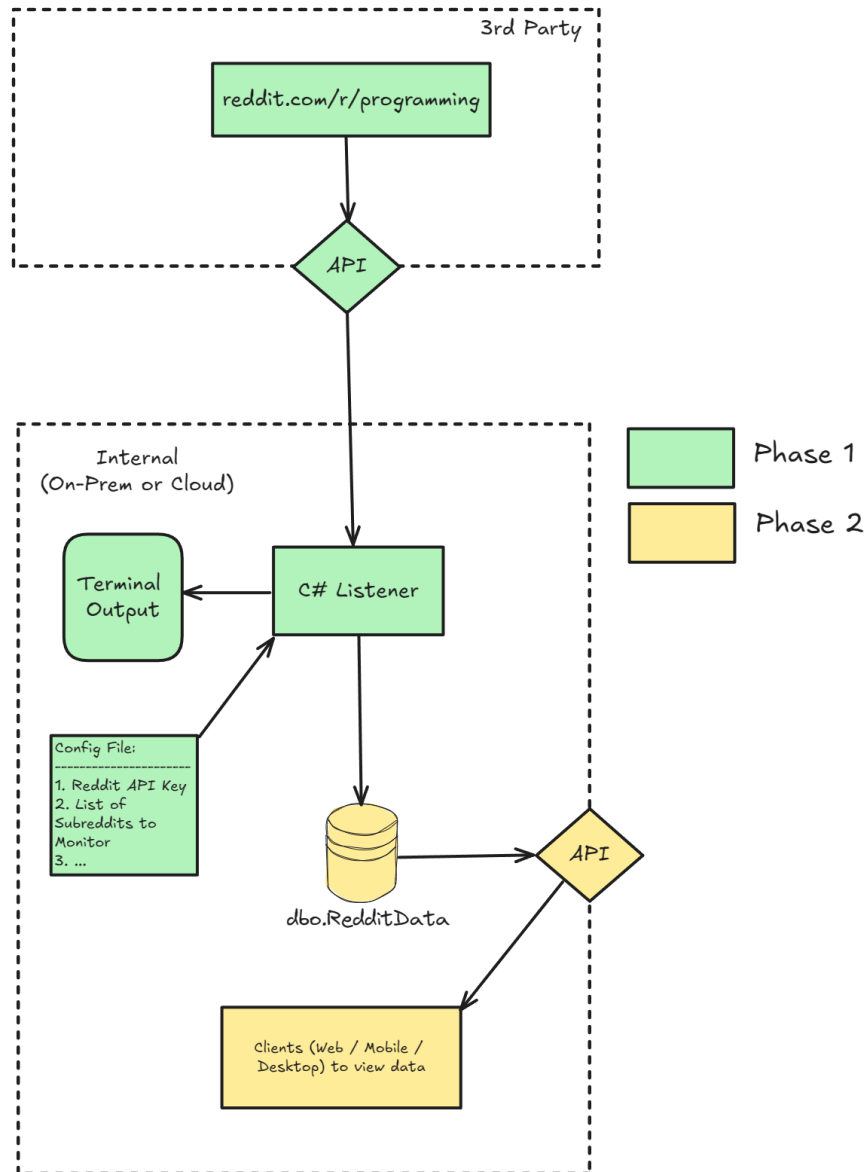 3rd Party
reddit.com/r/programming
API
Internal
(On-Prem or Cloud)
Phase 1
Phase 2
Terminal
Output
C# Listener
Config File:
----------------------
1. Reddit API Key
2. List of
Subreddits to
Monitor
3. ...
API
dbo.RedditData
Clients (Web / Mobile /
Desktop) to view data